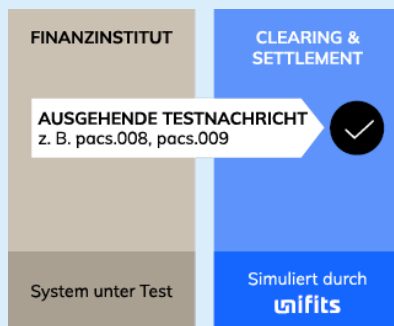 FINANZINSTITUT
CLEARING &
SETTLEMENT
AUSGEHENDE TESTNACHRICHT
z. B. pacs.008, pacs.009
System unter Test
Simuliert durch
unifits